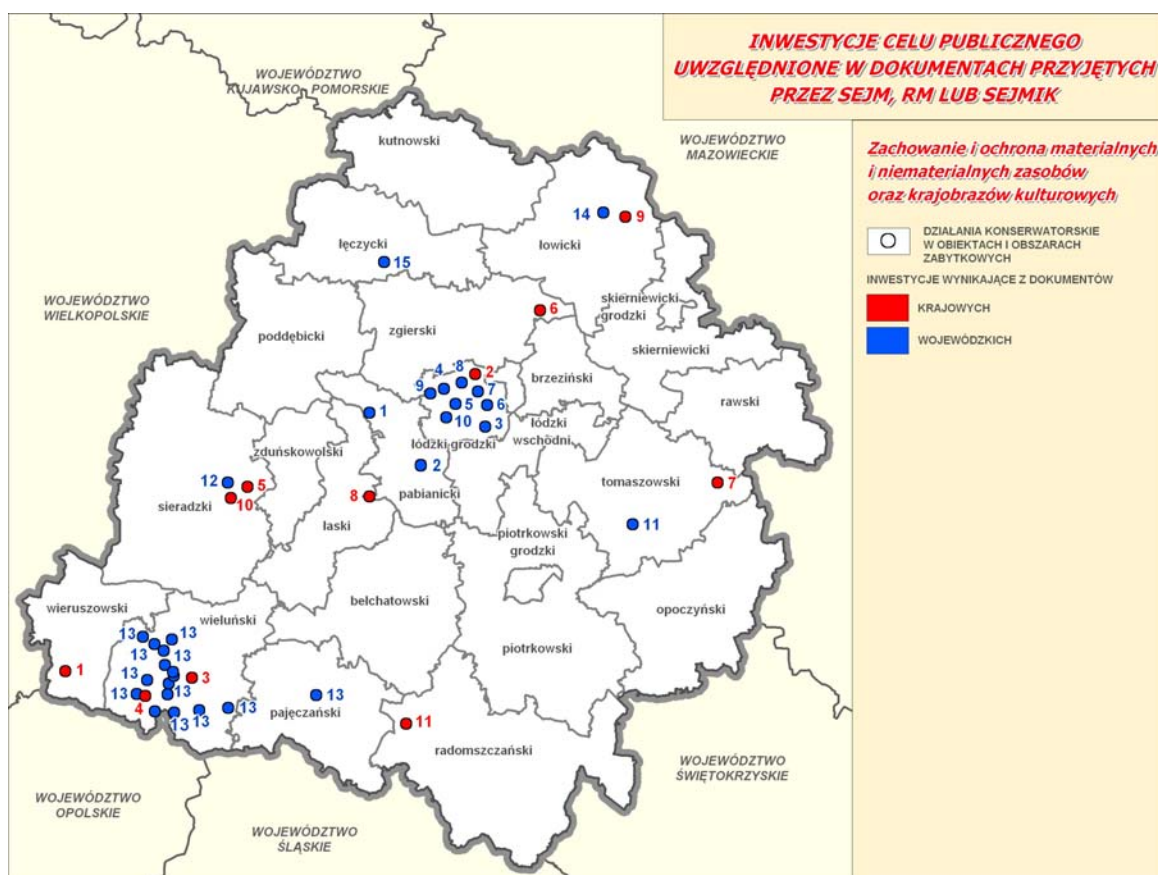 INWESTYCJE CELU PUBLICZNEGO
UWZGLĘDNIONE W DOKUMENTACH PRZYJĘTYCH
PRZEZ SEJM, RM LUB SEJMIK
Zachowanie i ochrona materialnych
i niematerialnych zasobów
oraz krajobrazów kulturowych
DZIAŁANIA KONSERWATORSKIE
W OBIEKTACH I OBSZARACH
ZABYTKOWYCH
INWESTYCJE WYNIKAJĄCE Z DOKUMENTÓW
KRAJOWYCH
WOJEWÓDZKICH
WOJEWÓDZTWO
KUJAWSKO - POMORSKIE
WOJEWÓDZTWO
MAZOWIECKIE
kutnowski
14
9
łęczycki
łowicki
15
WOJEWÓDZTWO
WIELKOPOLSKIE
skierniewicki
grodzki
6
poddębicki
zgierski
skierniewicki
4
8
2
brzeziński
9
7
rawski
5
6
1
10
3
łódzki
wschodni
łódzki grodzki
zduńskowolski
2
12
5
pabianicki
tomaszowski
7
sieradzki
10
8
11
łaski
piotrkowski
grodzki
bełchatowski
opoczyński
wieruszowski
wieluński
13
13
13
13
piotrkowski
1
13
3
13
13
13
13
4
pajęczański
13
13
11
radomszczański
WOJEWÓDZTWO
ŚWIĘTOKRZYSKIE
WOJEWÓDZTWO
OPOLSKIE
WOJEWÓDZTWO
ŚLĄSKIE